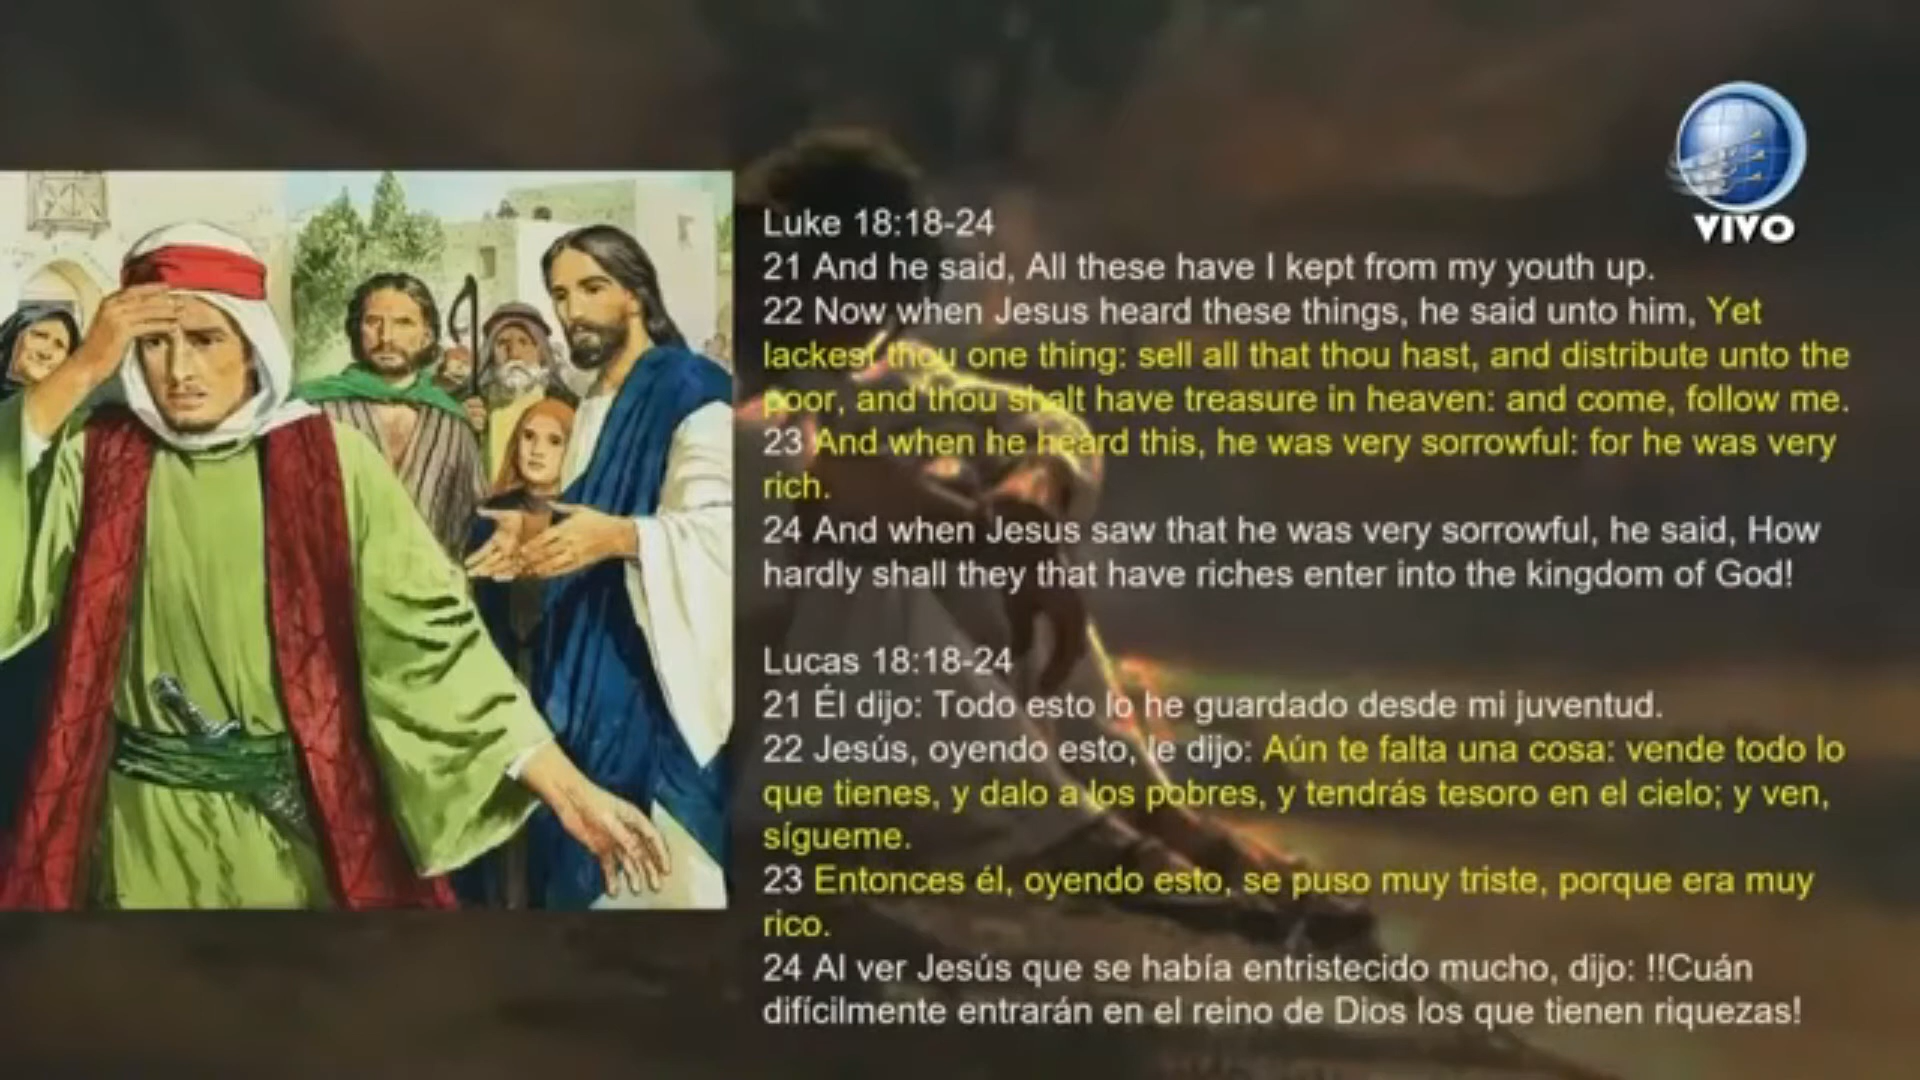 VIVO
Luke 18:18-24
21 And he said, All these have I kept from my youth up.
22 Now when Jesus heard these things, he said unto him, Yet
lackest thou one thing: sell all that thou hast, and distribute unto the
poor, and thou shalt have treasure in heaven: and come, follow me.
23 And when he heard this, he was very sorrowful: for he was very
rich.
24 And when Jesus saw that he was very sorrowful, he said, How
hardly shall they that have riches enter into the kingdom of God!
Lucas 18:18-24
21 Él dijo: Todo esto lo he guardado desde mi juventud.
22 Jesús, oyendo esto, le dijo: Aún te falta una cosa: vende todo lo
que tienes, y dalo a los pobres, y tendrás tesoro en el cielo; y ven,
sígueme.
23 Entonces él, oyendo esto, se puso muy triste, porque era muy
rico.
24 Al ver Jesús que se había entristecido mucho, dijo: !!Cuán
difícilmente entrarán en el reino de Dios los que tienen riquezas!